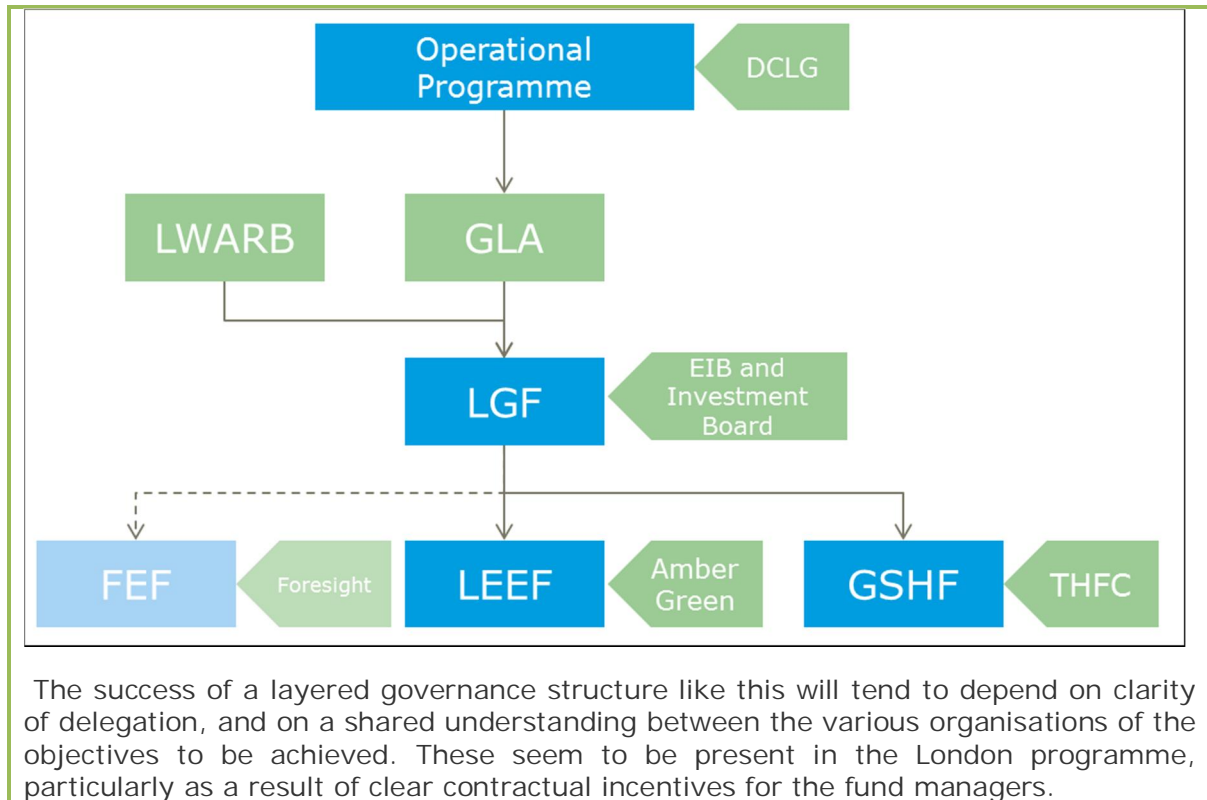 Operational
Programme
DCLG
LWARB
GLA
LGF
EIB and
Investment
Board
FEF
Foresight
LEEF
Amber
Green
GSHF
THFC
The success of a layered governance structure like this will tend to depend on clarity
of delegation, and on a shared understanding between the various organisations of the
objectives to be achieved. These seem to be present in the London programme,
particularly as a result of clear contractual incentives for the fund managers.